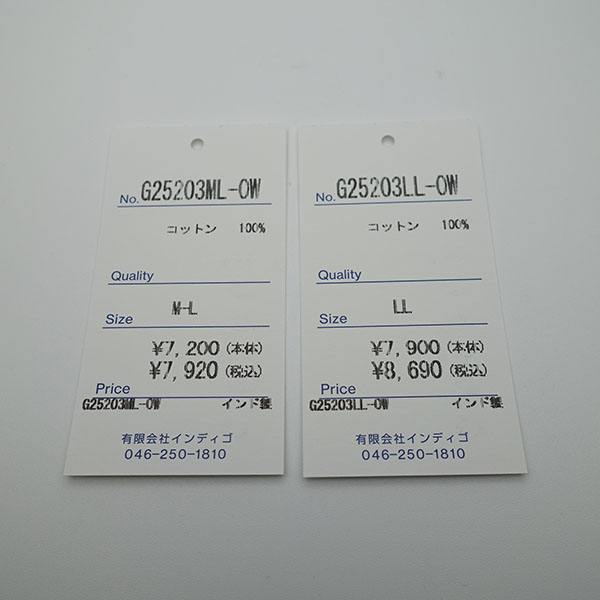 No. G25203ML-OW
コットン 100%
Quality
Size M-L
¥7,200 (本体)
¥7,920 (税込)
Price
G25203ML-OW インド製
有限会社インディゴ
046-250-1810
No. G25203LL-OW
コットン 100%
Quality
Size LL
¥7,900 (本体)
¥8,690 (税込)
Price
G25203LL-OW インド製
有限会社インディゴ
046-250-1810